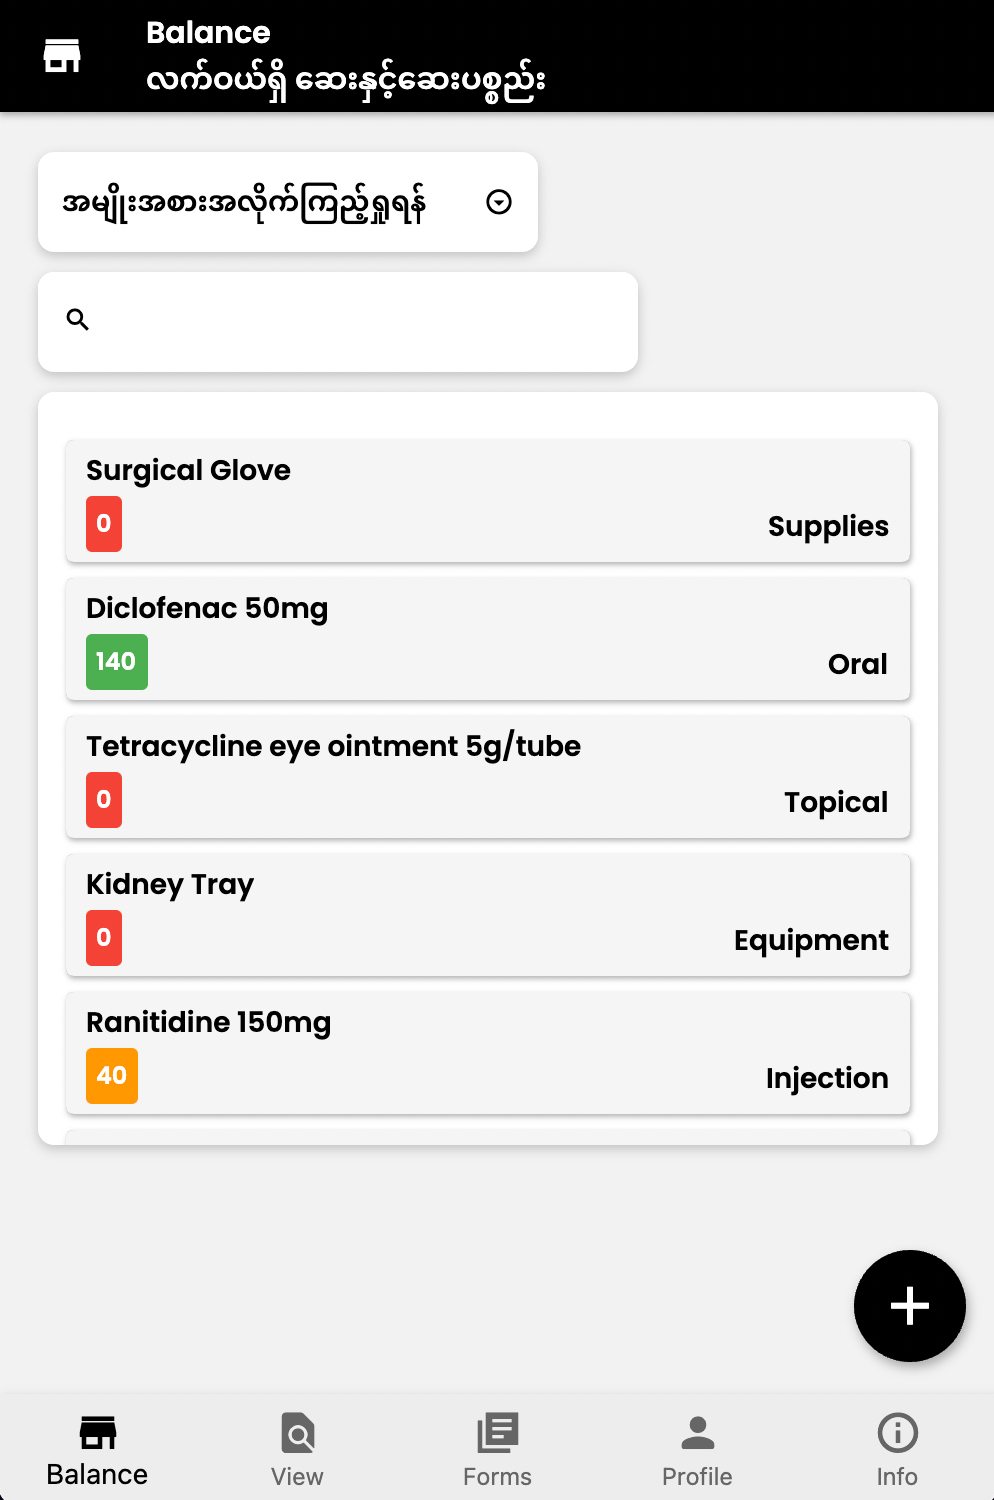 Balance
လက်ဝယ်ရှိ ဆေးနှင့်ဆေးပစ္စည်း
အမျိုးအစားအလိုက်ကြည့်ရှုရန်
Surgical Glove
0
Supplies
Diclofenac 50mg
140
Oral
Tetracycline eye ointment 5g/tube
0
Topical
Kidney Tray
0
Equipment
Ranitidine 150mg
40
Injection
Balance
View
Forms
Profile
Info